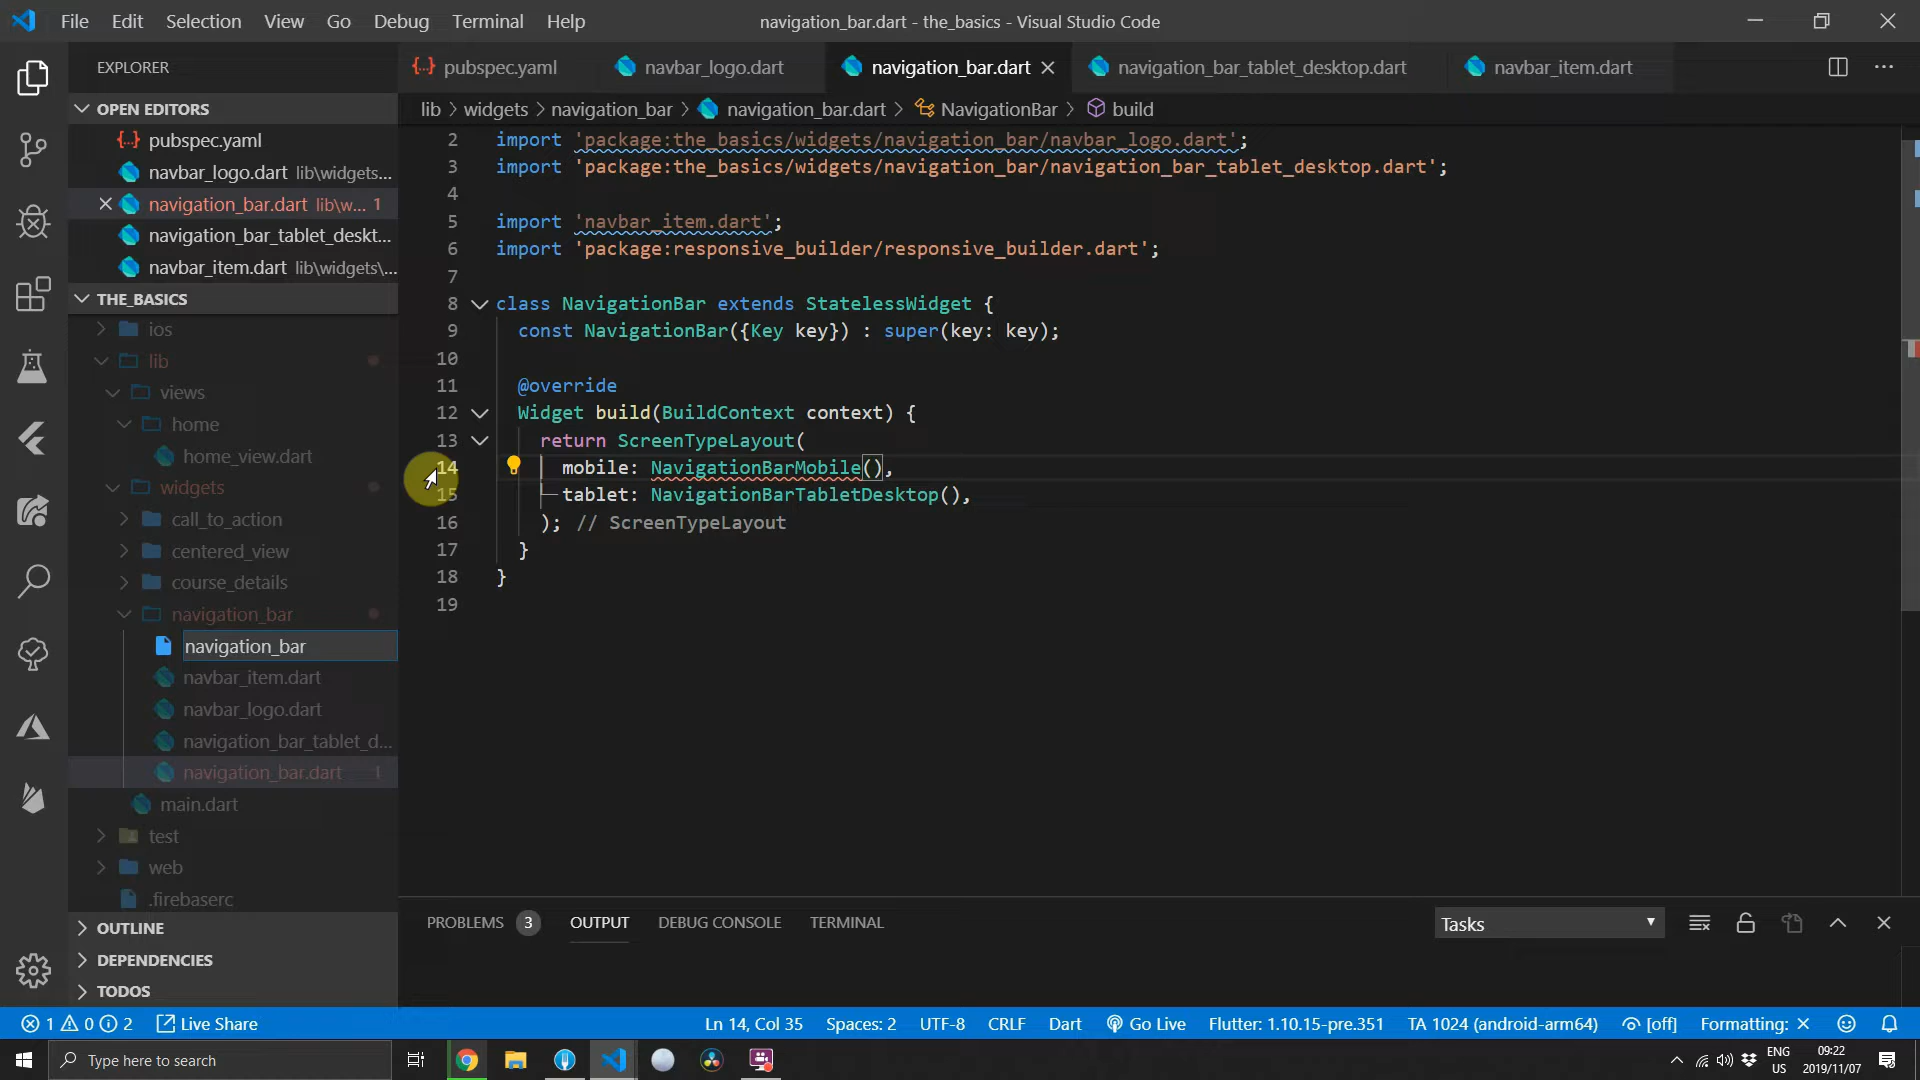 File Edit Selection View Go Debug Terminal Help
navigation_bar.dart - the_basics - Visual Studio Code
EXPLORER
{..} pubspec.yaml
navbar_logo.dart
navigation_bar.dart
navigation_bar_tablet_desktop.dart
navbar_item.dart
OPEN EDITORS
{..} pubspec.yaml
navbar_logo.dart lib\widgets...
navigation_bar.dart lib\w... 1
navigation_bar_tablet_deskt...
navbar_item.dart lib\widgets\...
THE_BASICS
ios
lib
views
home
home_view.dart
widgets
call_to_action
centered_view
course_details
navigation_bar
navigation_bar
navbar_item.dart
navbar_logo.dart
navigation_bar_tablet_d...
navigation_bar.dart 1
main.dart
test
web
.firebaserc
OUTLINE
DEPENDENCIES
TODOS
lib > widgets > navigation_bar > navigation_bar.dart > NavigationBar > build
2 import 'package:the_basics/widgets/navigation_bar/navbar_logo.dart';
3 import 'package:the_basics/widgets/navigation_bar/navigation_bar_tablet_desktop.dart';
4
5 import 'navbar_item.dart';
6 import 'package:responsive_builder/responsive_builder.dart';
7
8 class NavigationBar extends StatelessWidget {
9 const NavigationBar({Key key}) : super(key: key);
10
11 @override
12 Widget build(BuildContext context) {
13 return ScreenTypeLayout(
14 mobile: NavigationBarMobile(),
15 tablet: NavigationBarTabletDesktop(),
16 ); // ScreenTypeLayout
17 }
18 }
19
PROBLEMS 3 OUTPUT DEBUG CONSOLE TERMINAL
Tasks
1 0 2 Live Share
Ln 14, Col 35 Spaces: 2 UTF-8 CRLF Dart Go Live Flutter: 1.10.15-pre.351 TA 1024 (android-arm64) [off] Formatting: ×
Type here to search
ENG
US
09:22
2019/11/07